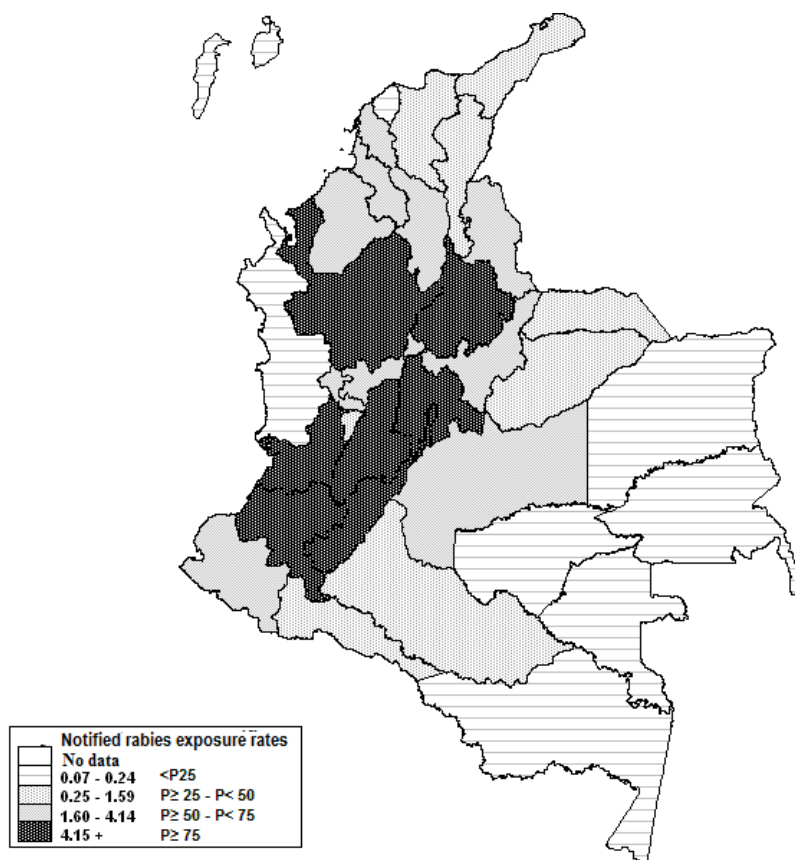 Notified rabies exposure rates
No data
0.07 - 0.24 <P25
0.25 - 1.59 P≥ 25 - P< 50
1.60 - 4.14 P≥ 50 - P< 75
4.15 + P≥ 75